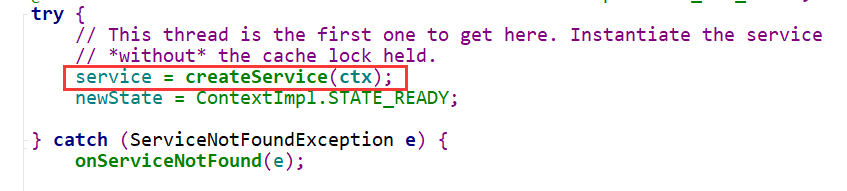 try {
// This thread is the first one to get here. Instantiate the service
// *without* the cache lock held.
service = createService(ctx);
newState = ContextImpl.STATE_READY;
} catch (ServiceNotFoundException e) {
onServiceNotFound(e);